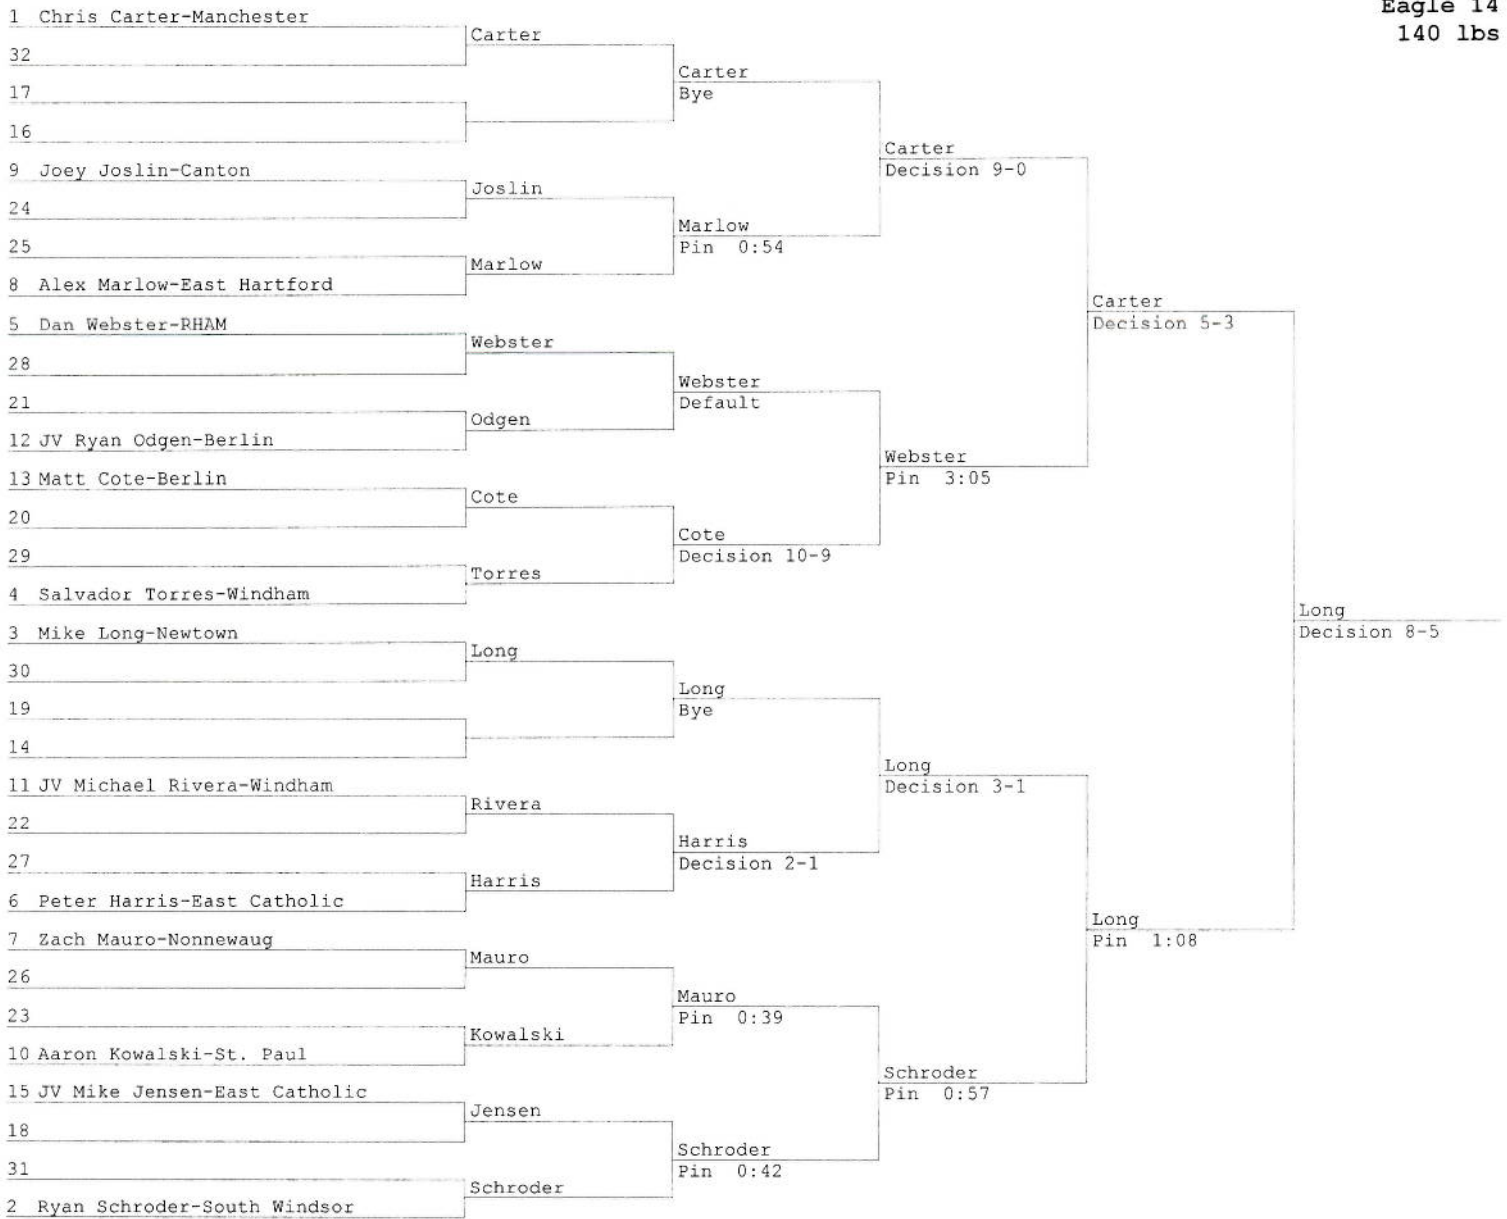 Eagle 14
140 lbs
1 Chris Carter-Manchester
Carter
32
Carter
Bye
17
16
Carter
Decision 9-0
9 Joey Joslin-Canton
Joslin
24
Marlow
Pin 0:54
25
Marlow
8 Alex Marlow-East Hartford
Carter
Decision 5-3
5 Dan Webster-RHAM
Webster
28
Webster
Default
21
Odgen
12 JV Ryan Odgen-Berlin
Webster
Pin 3:05
13 Matt Cote-Berlin
Cote
20
Cote
Decision 10-9
29
Torres
4 Salvador Torres-Windham
Long
Decision 8-5
3 Mike Long-Newtown
Long
30
Long
Bye
19
14
Long
Decision 3-1
11 JV Michael Rivera-Windham
Rivera
22
Harris
Decision 2-1
27
Harris
6 Peter Harris-East Catholic
Long
Pin 1:08
7 Zach Mauro-Nonnewaug
Mauro
26
Mauro
Pin 0:39
23
Kowalski
10 Aaron Kowalski-St. Paul
Schroder
Pin 0:57
15 JV Mike Jensen-East Catholic
Jensen
18
Schroder
Pin 0:42
31
Schroder
2 Ryan Schroder-South Windsor